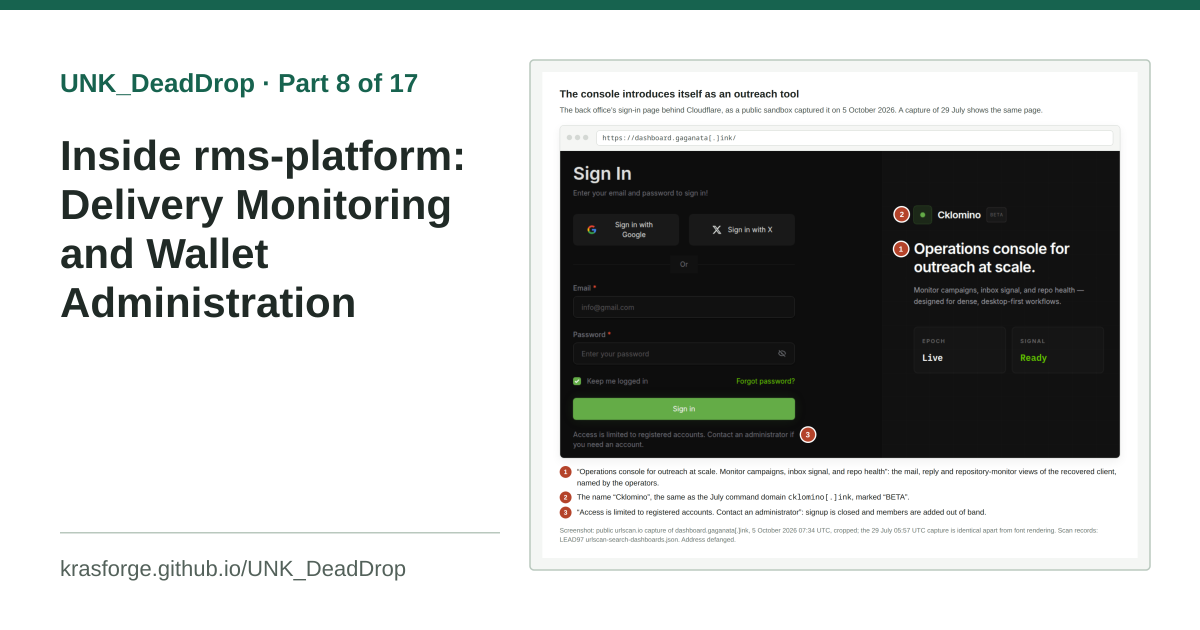 UNK_DeadDrop · Part 8 of 17
Inside rms-platform:
Delivery Monitoring
and Wallet
Administration
krasforge.github.io/UNK_DeadDrop
The console introduces itself as an outreach tool
The back office's sign-in page behind Cloudflare, as a public sandbox captured it on 5 October 2026. A capture of 29 July shows the same page.
https://dashboard.gaganata[.]ink/
Sign In
Enter your email and password to sign in!
Sign in with
Google
Sign in with X
Or
Email *
info@gmail.com
Password *
Enter your password
Keep me logged in
Forgot password?
Sign in
Access is limited to registered accounts. Contact an administrator if
you need an account.
3
2
Cklomino
BETA
1
Operations console for
outreach at scale.
Monitor campaigns, inbox signal, and repo health —
designed for dense, desktop-first workflows.
EPOCH
Live
SIGNAL
Ready
1 “Operations console for outreach at scale. Monitor campaigns, inbox signal, and repo health”: the mail, reply and repository-monitor views of the recovered client,
named by the operators.
2 The name “Cklomino”, the same as the July command domain cklomino[.]ink, marked “BETA”.
3 “Access is limited to registered accounts. Contact an administrator”: signup is closed and members are added out of band.
Screenshot: public urlscan.io capture of dashboard.gaganata[.]ink, 5 October 2026 07:34 UTC, cropped; the 29 July 05:57 UTC capture is identical apart from font rendering. Scan records:
LEAD97 urlscan-search-dashboards.json. Address defanged.